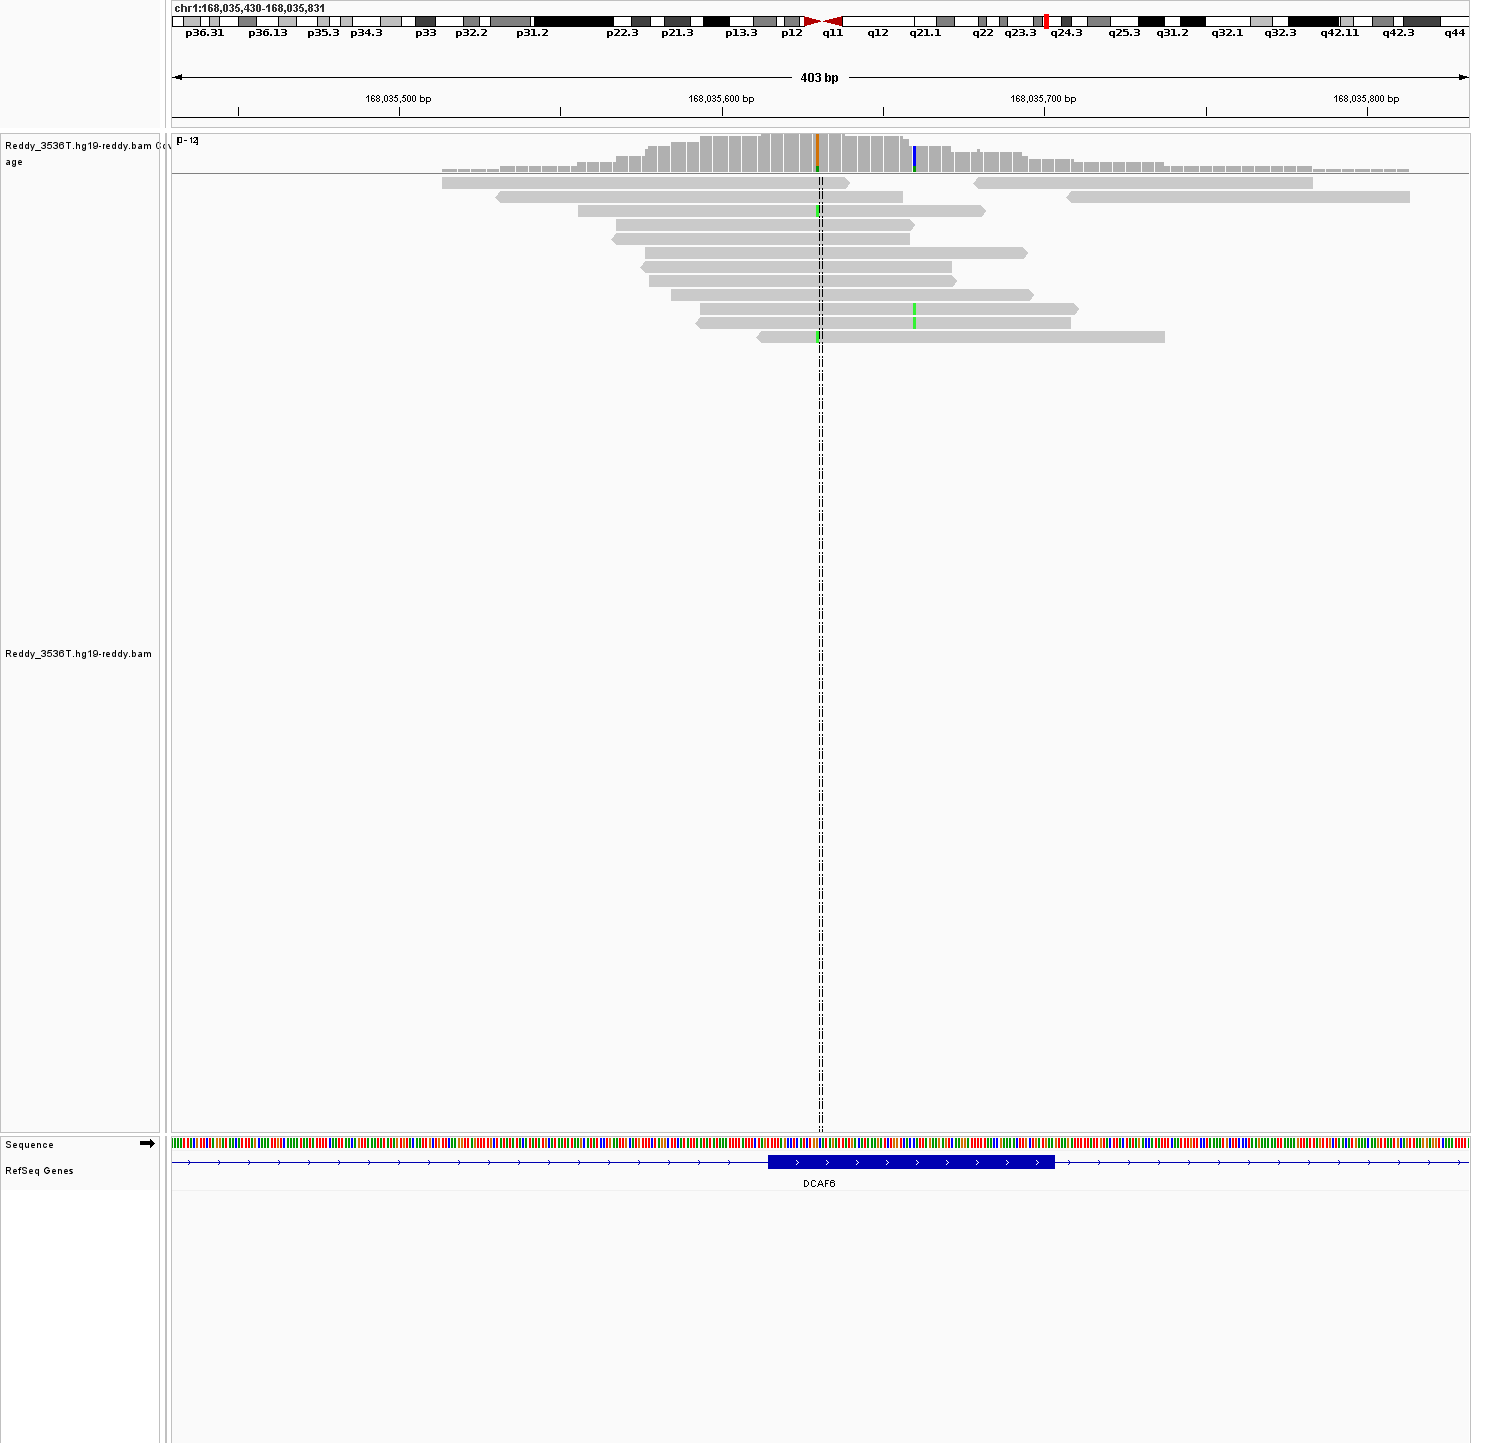 chr1:168,035,430-168,035,831
p36.31 p36.13 p35.3 p34.3 p33 p32.2 p31.2 p22.3 p21.3 p13.3 p12 q11 q12 q21.1 q22 q23.3 q24.3 q25.3 q31.2 q32.1 q32.3 q42.11 q42.3 q44
403 bp
168,035,500 bp 168,035,600 bp 168,035,700 bp 168,035,800 bp
Reddy_3536T.hg19-reddy.bam Cov
age
[0 - 12]
Reddy_3536T.hg19-reddy.bam
Sequence
RefSeq Genes
DCAF6